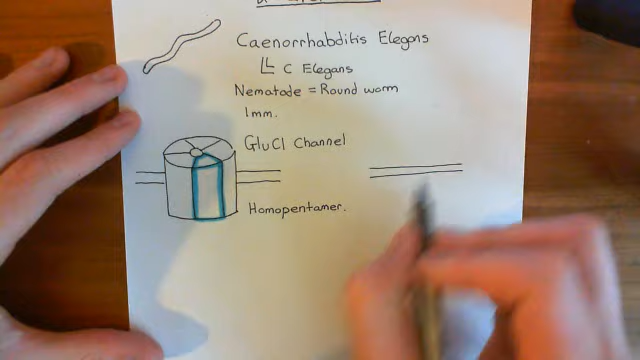 Caenorrhabditis Elegans
C Elegans
Nematode = Round worm
1mm.
GluCl Channel
Homopentamer.